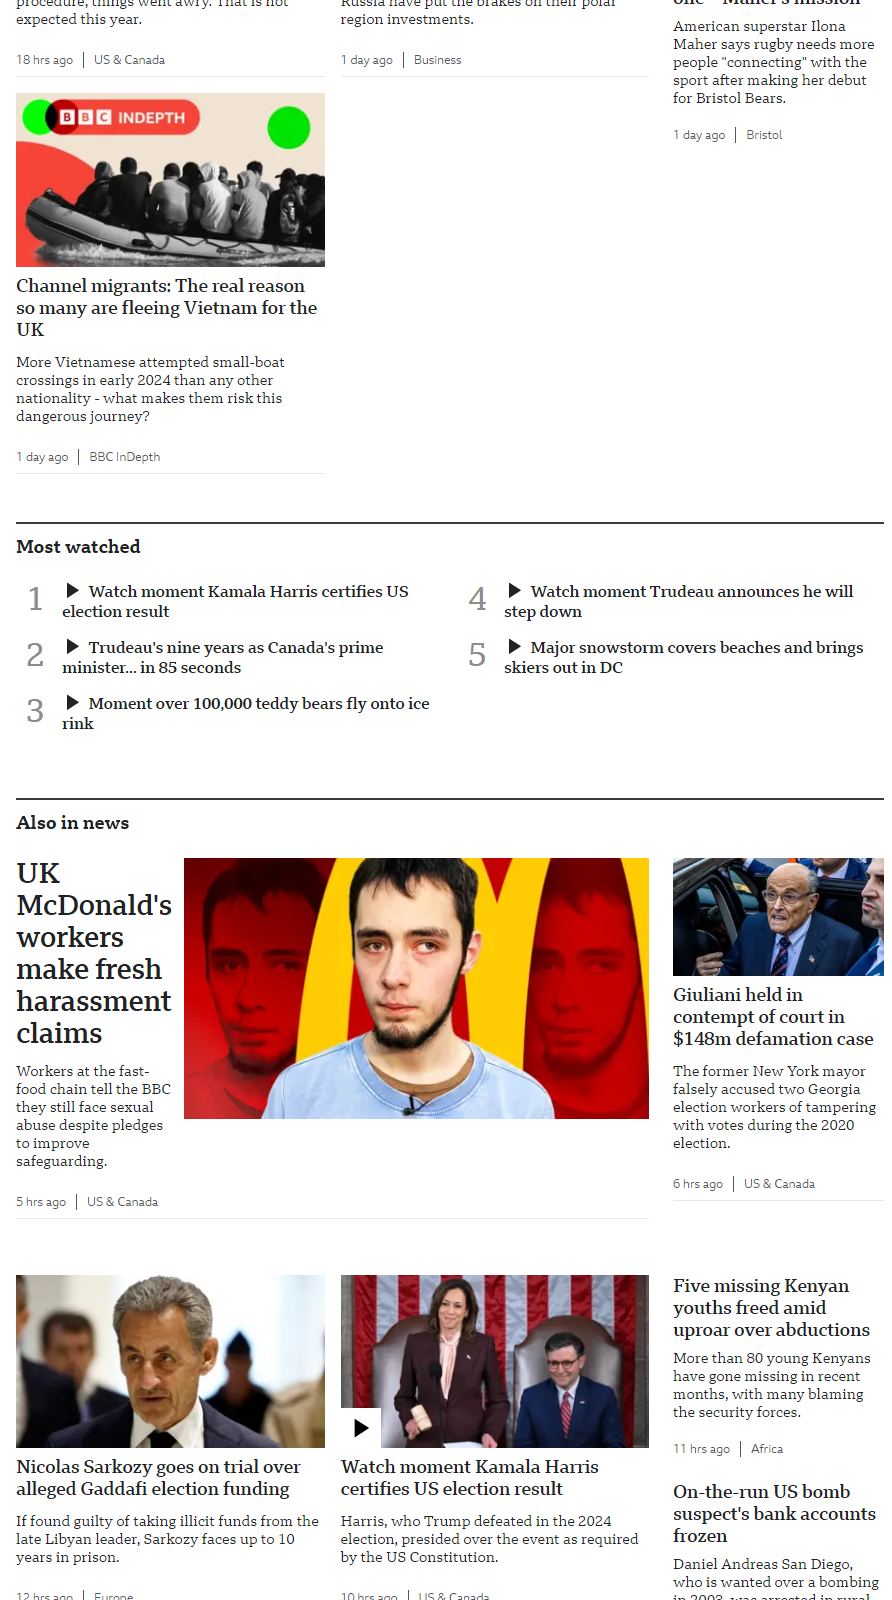 procedure, things went awry. That is not
expected this year.
18 hrs ago | US & Canada
Russia have put the brakes on their polar
region investments.
1 day ago | Business
one - Maher's mission
American superstar Ilona
Maher says rugby needs more
people "connecting" with the
sport after making her debut
for Bristol Bears.
1 day ago | Bristol
BBC INDEPTH
Channel migrants: The real reason
so many are fleeing Vietnam for the
UK
More Vietnamese attempted small-boat
crossings in early 2024 than any other
nationality - what makes them risk this
dangerous journey?
1 day ago | BBC InDepth
Most watched
1 Watch moment Kamala Harris certifies US
election result
2 Trudeau's nine years as Canada's prime
minister... in 85 seconds
3 Moment over 100,000 teddy bears fly onto ice
rink
4 Watch moment Trudeau announces he will
step down
5 Major snowstorm covers beaches and brings
skiers out in DC
Also in news
UK
McDonald's
workers
make fresh
harassment
claims
Workers at the fast-
food chain tell the BBC
they still face sexual
abuse despite pledges
to improve
safeguarding.
5 hrs ago | US & Canada
Giuliani held in
contempt of court in
$148m defamation case
The former New York mayor
falsely accused two Georgia
election workers of tampering
with votes during the 2020
election.
6 hrs ago | US & Canada
Nicolas Sarkozy goes on trial over
alleged Gaddafi election funding
If found guilty of taking illicit funds from the
late Libyan leader, Sarkozy faces up to 10
years in prison.
12 hrs ago | Europe
Watch moment Kamala Harris
certifies US election result
Harris, who Trump defeated in the 2024
election, presided over the event as required
by the US Constitution.
10 hrs ago | US & Canada
Five missing Kenyan
youths freed amid
uproar over abductions
More than 80 young Kenyans
have gone missing in recent
months, with many blaming
the security forces.
11 hrs ago | Africa
On-the-run US bomb
suspect's bank accounts
frozen
Daniel Andreas San Diego,
who is wanted over a bombing
in 2003, was arrested in rural